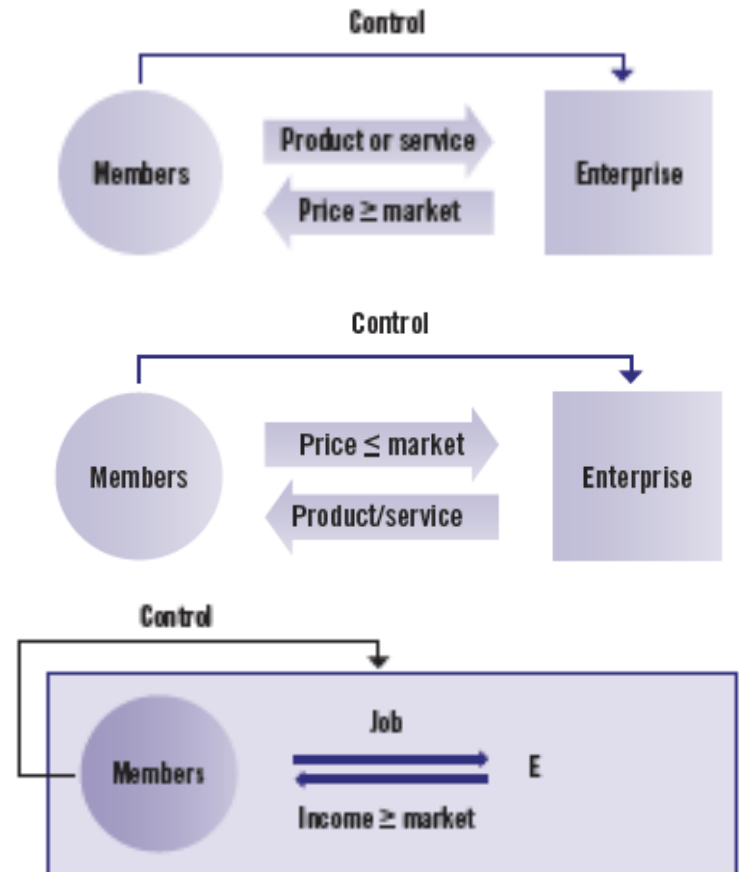 Control
Members
Product or service
Price ≥ market
Enterprise
Control
Members
Price ≤ market
Product/service
Enterprise
Control
Members
Job
Income ≥ market
E